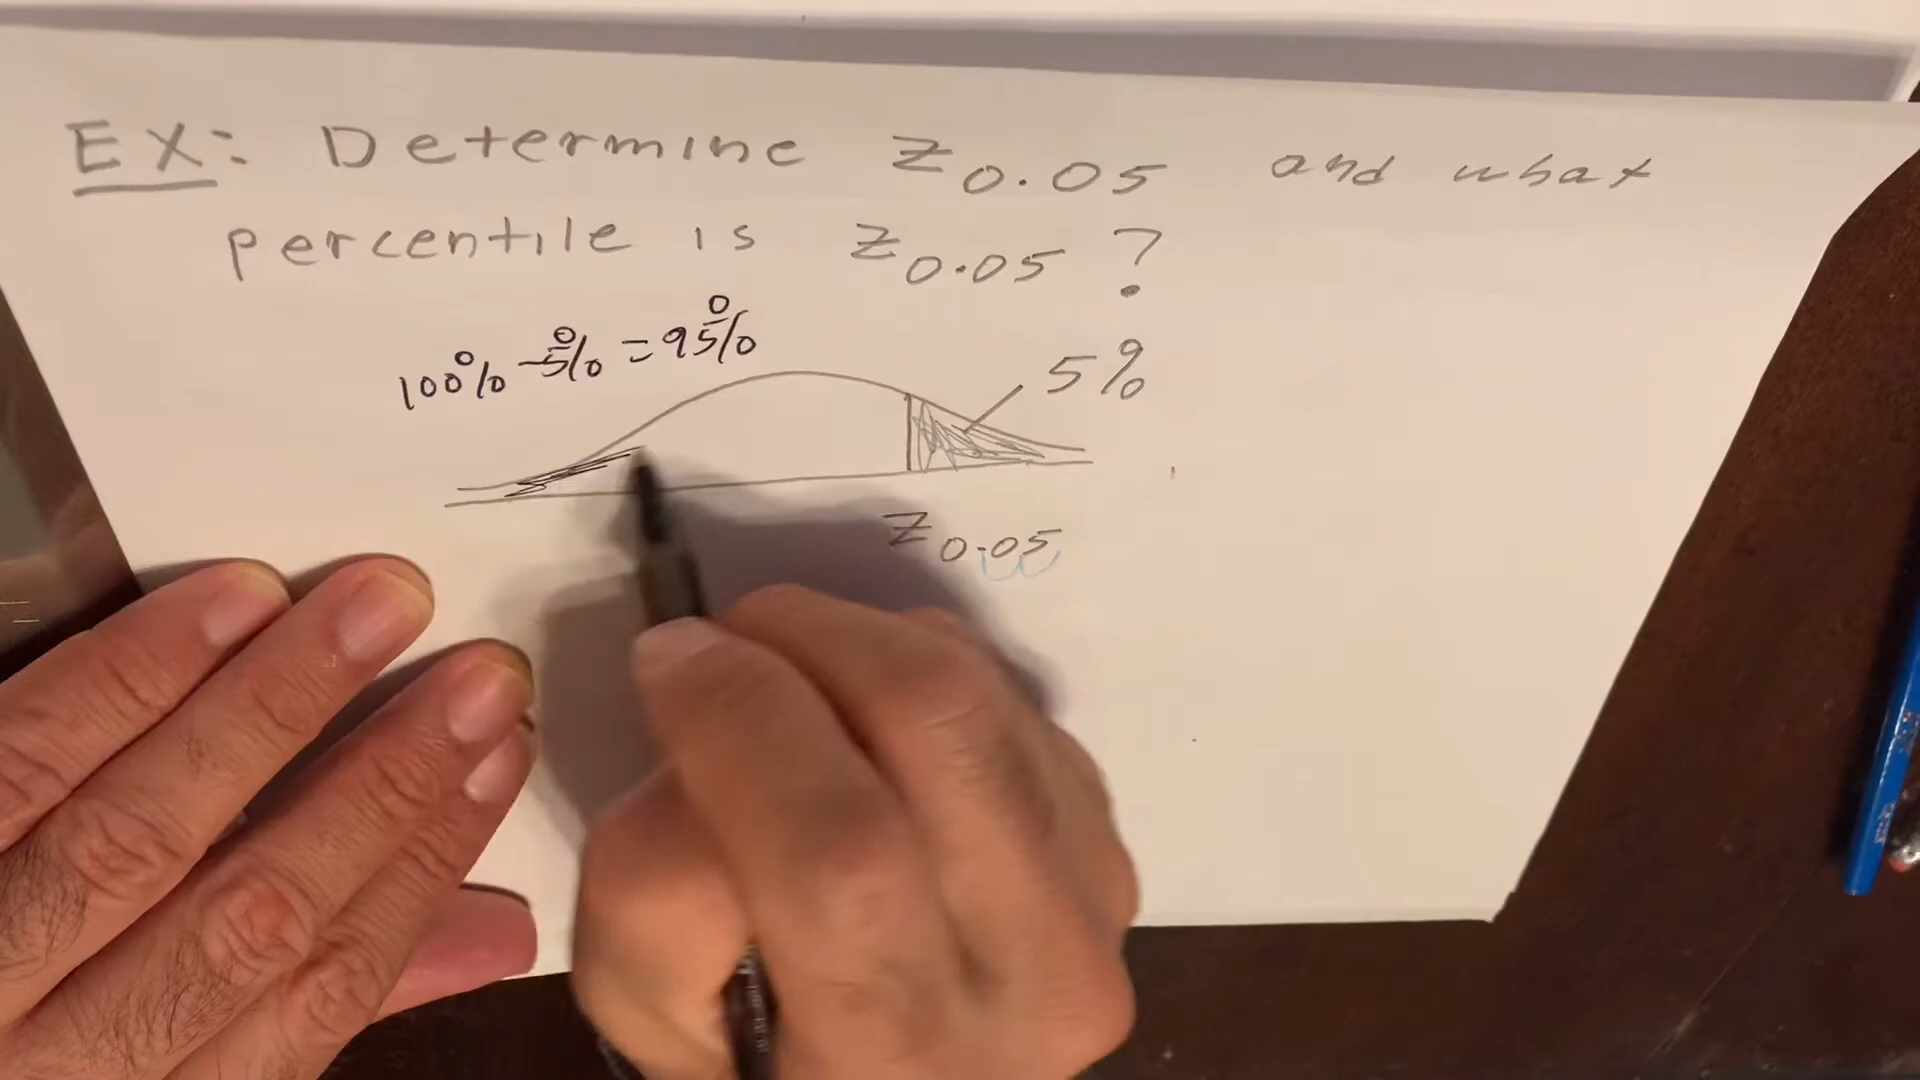 EX: Determine Z0.05 and what
percentile is Z0.05 ?
100% - 5% = 95%
5%
Z0.05